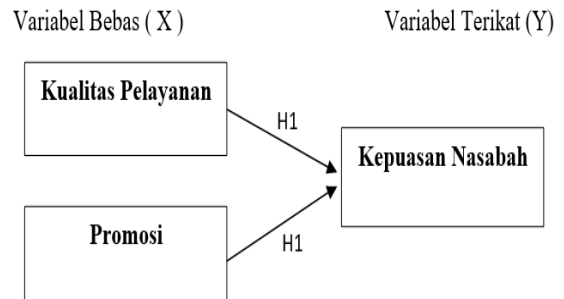 Variabel Bebas ( X )
Variabel Terikat (Y)
Kualitas Pelayanan
H1
Kepuasan Nasabah
Promosi
H1